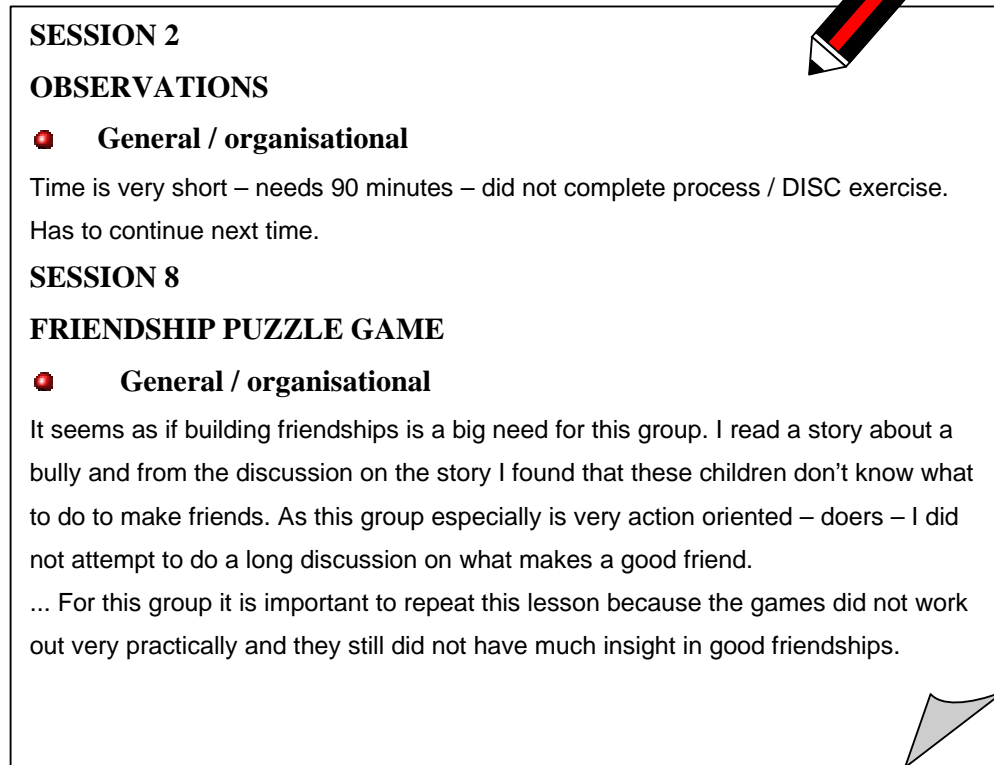 SESSION 2
OBSERVATIONS
General / organisational
Time is very short – needs 90 minutes – did not complete process / DISC exercise.
Has to continue next time.
SESSION 8
FRIENDSHIP PUZZLE GAME
General / organisational
It seems as if building friendships is a big need for this group. I read a story about a
bully and from the discussion on the story I found that these children don't know what
to do to make friends. As this group especially is very action oriented – doers – I did
not attempt to do a long discussion on what makes a good friend.
... For this group it is important to repeat this lesson because the games did not work
out very practically and they still did not have much insight in good friendships.